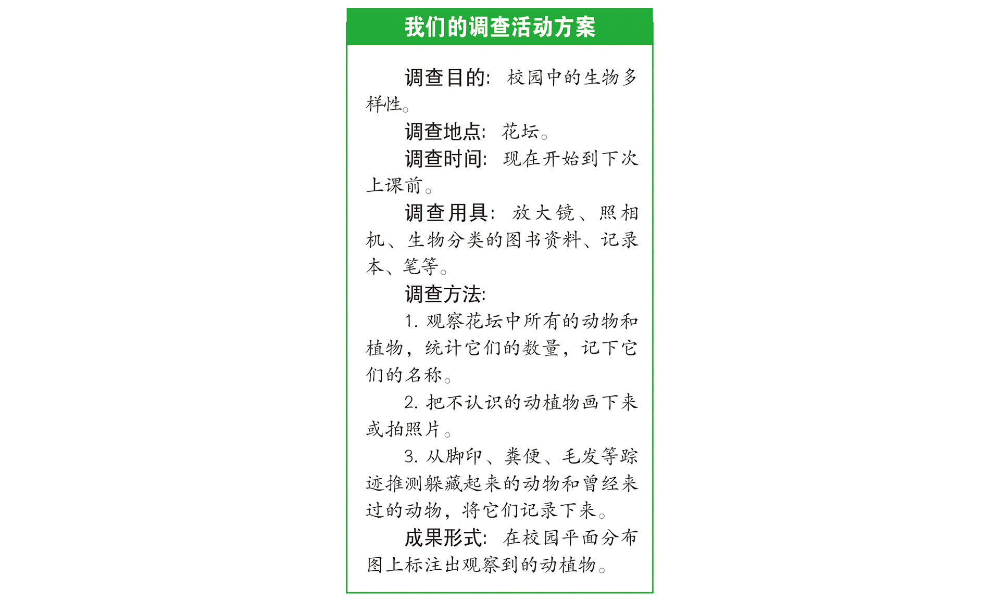 我们的调查活动方案
调查目的：校园中的生物多
样性。
调查地点：花坛。
调查时间：现在开始到下次
上课前。
调查用具：放大镜、照相
机、生物分类的图书资料、记录
本、笔等。
调查方法：
1. 观察花坛中所有的动物和
植物，统计它们的数量，记下它
们的名称。
2. 把不认识的动植物画下来
或拍照片。
3. 从脚印、粪便、毛发等踪
迹推测躲藏起来的动物和曾经来
过的动物，将它们记录下来。
成果形式：在校园平面分布
图上标注出观察到的动植物。